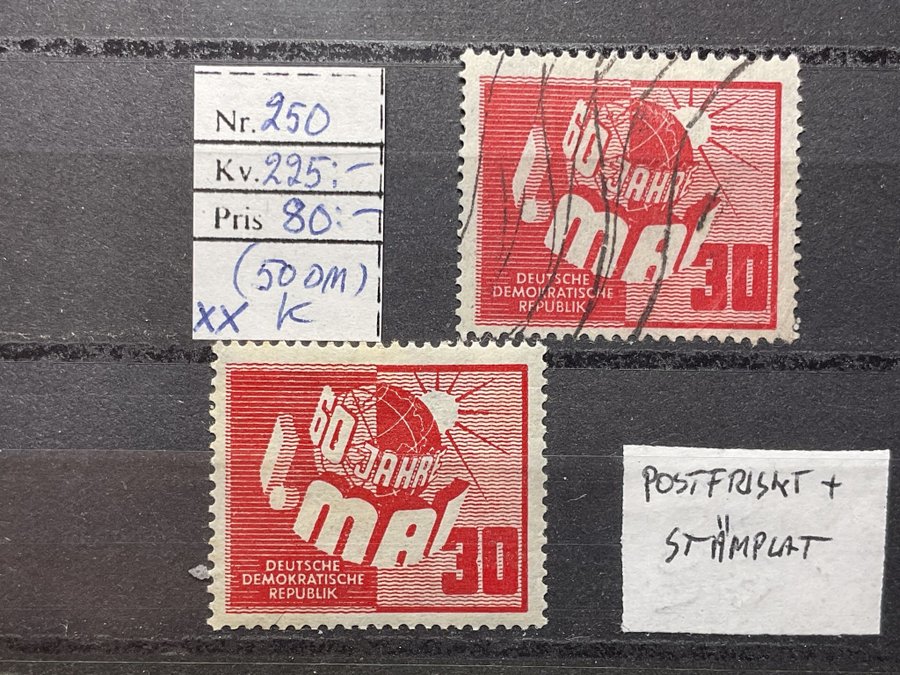 Nr. 250
Kv. 225:-
Pris 80:-
(50 DM)
xx K
60
JAHRE
1. MAI
DEUTSCHE
DEMOKRATISCHE
REPUBLIK
30
60
JAHRE
1. MAI
DEUTSCHE
DEMOKRATISCHE
REPUBLIK
30
POSTFRISKT +
STÄMPLAT